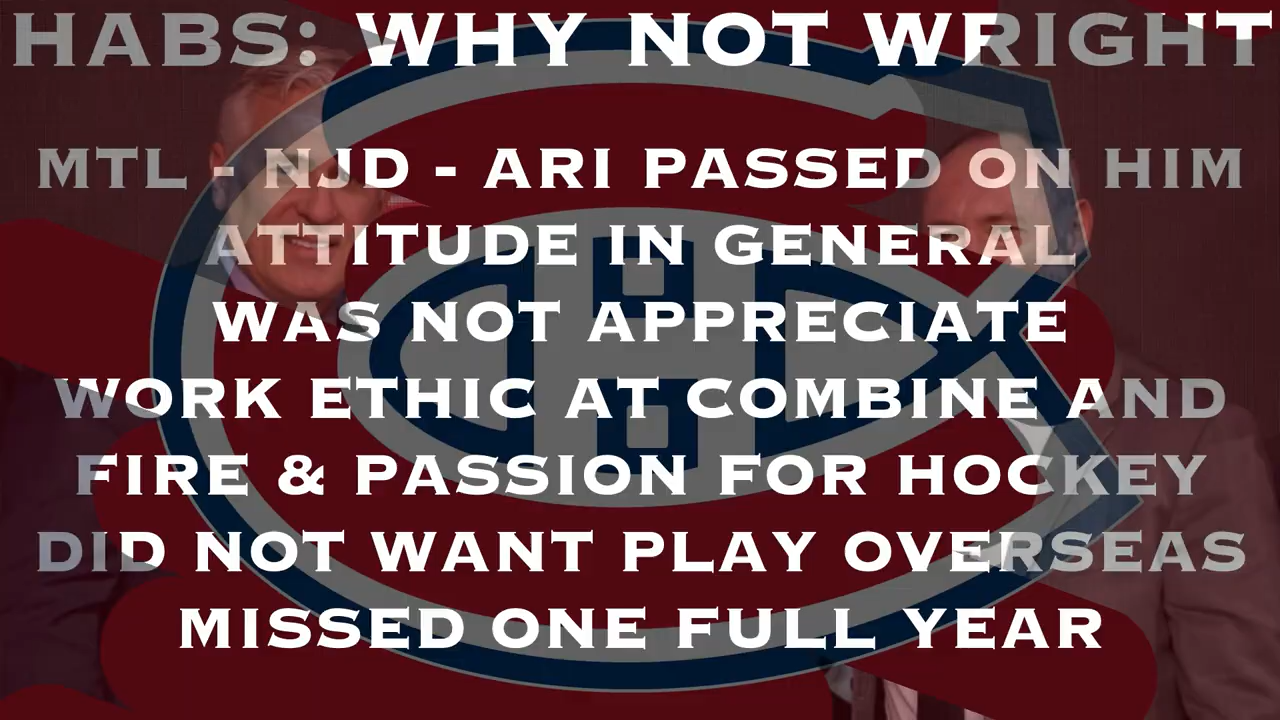 HABS: WHY NOT WRIGHT
MTL - NJD - ARI PASSED ON HIM
ATTITUDE IN GENERAL
WAS NOT APPRECIATE
WORK ETHIC AT COMBINE AND
FIRE & PASSION FOR HOCKEY
DID NOT WANT PLAY OVERSEAS
MISSED ONE FULL YEAR